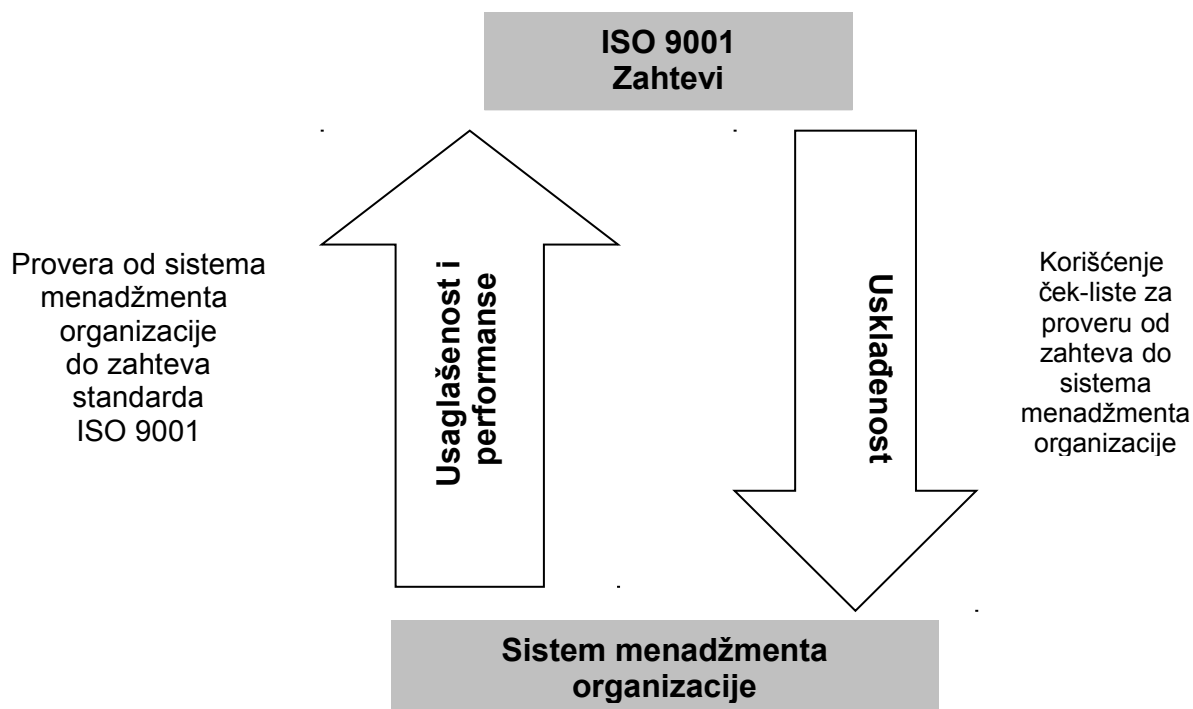 ISO 9001
Zahtevi
Provera od sistema
menadžmenta
organizacije
do zahteva
standarda
ISO 9001
Usaglašenost i
performanse
Usklađenost
Korišćenje
ček-liste za
proveru od
zahteva do
sistema
menadžmenta
organizacije
Sistem menadžmenta
organizacije